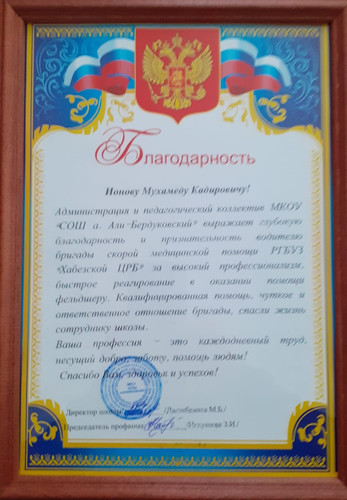 Благодарность
Ионову Мухамеду Кадировичу!
Администрация и педагогический коллектив МКОУ
«СОШ а. Али-Бердуковский» выражает глубокую
благодарность и признательность водителю
бригады скорой медицинской помощи РГБУЗ
«Хабезской ЦРБ» за высокий профессионализм,
быстрое реагирование в оказании помощи
фельдшеру. Квалифицированная помощь, чуткое и
ответственное отношение бригады, спасли жизнь
сотруднику школы.
Ваша профессия – это каждодневный труд,
несущий добро, заботу, помощь людям!
Спасибо Вам, здоровья и успехов!
Директор школы М.Б./
Председатель профкома З.И./